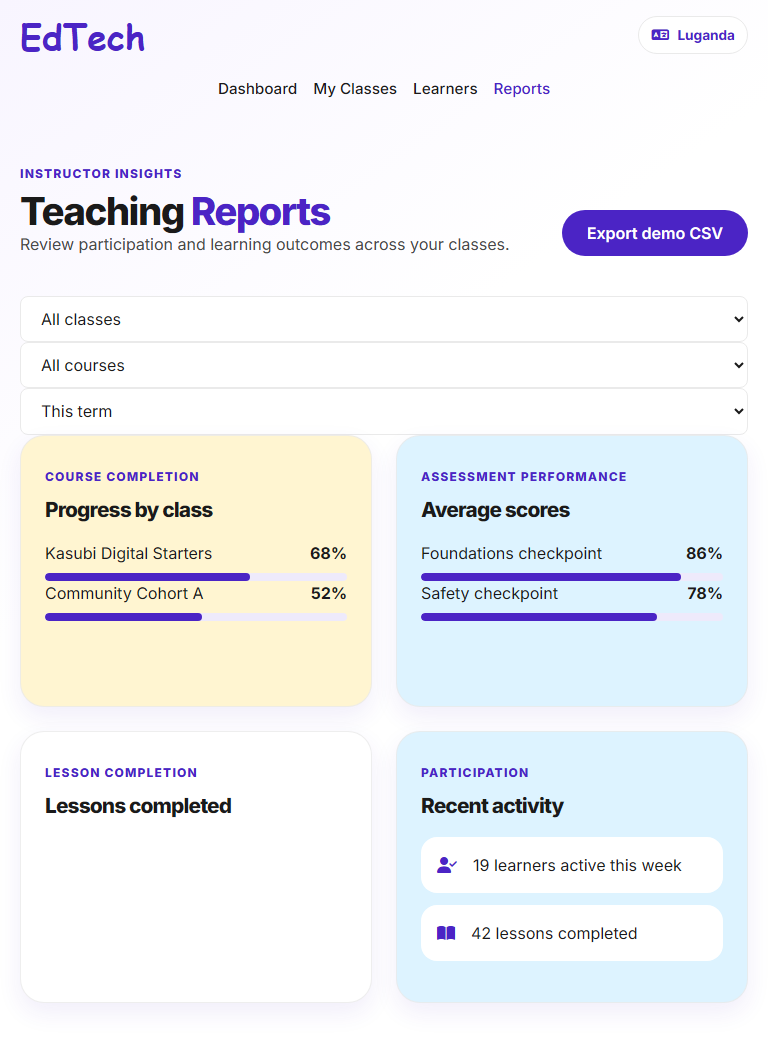 EdTech
Luganda
Dashboard My Classes Learners Reports
INSTRUCTOR INSIGHTS
Teaching Reports
Review participation and learning outcomes across your classes.
Export demo CSV
All classes
All courses
This term
COURSE COMPLETION
Progress by class
Kasubi Digital Starters 68%
Community Cohort A 52%
ASSESSMENT PERFORMANCE
Average scores
Foundations checkpoint 86%
Safety checkpoint 78%
LESSON COMPLETION
Lessons completed
PARTICIPATION
Recent activity
19 learners active this week
42 lessons completed